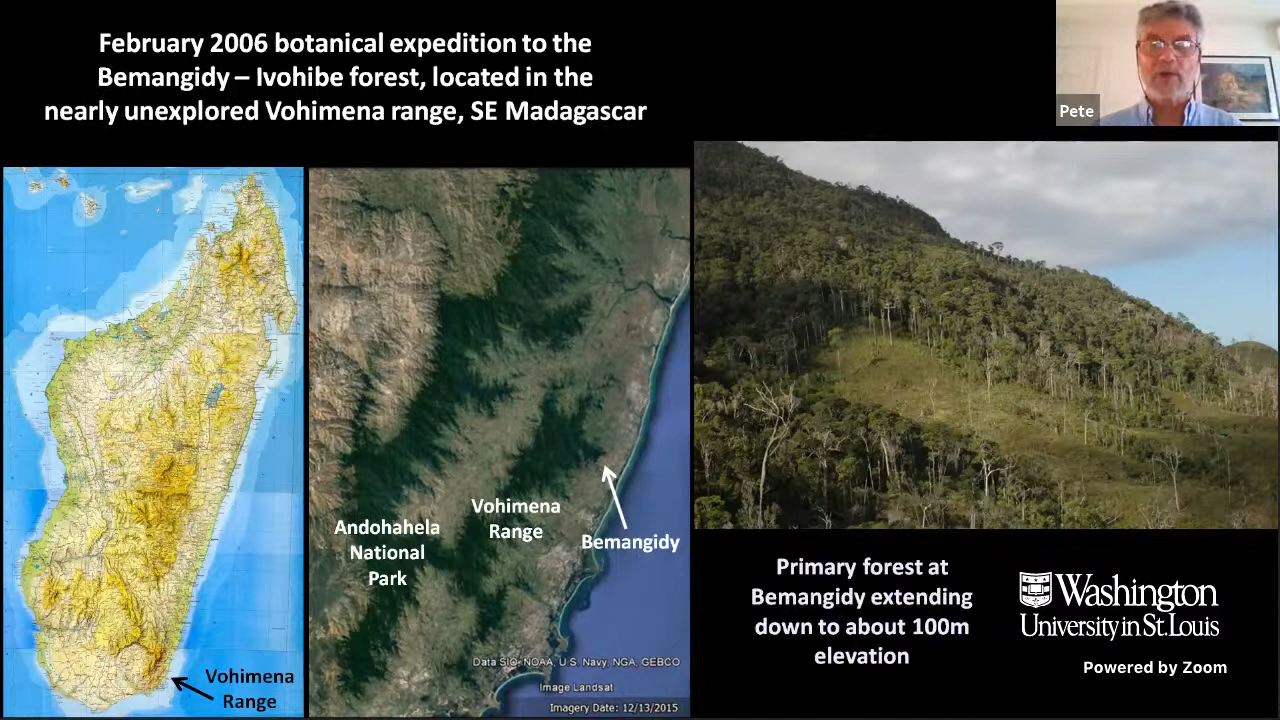 February 2006 botanical expedition to the
Bemangidy – Ivohibe forest, located in the
nearly unexplored Vohimena range, SE Madagascar
Pete
Vohimena
Range
Andohahela
National
Park
Vohimena
Range
Bemangidy
Data SIO, NOAA, U.S. Navy, NGA, GEBCO
Image Landsat
Imagery Date: 12/13/2015
Primary forest at
Bemangidy extending
down to about 100m
elevation
Washington
University in St. Louis
Powered by Zoom